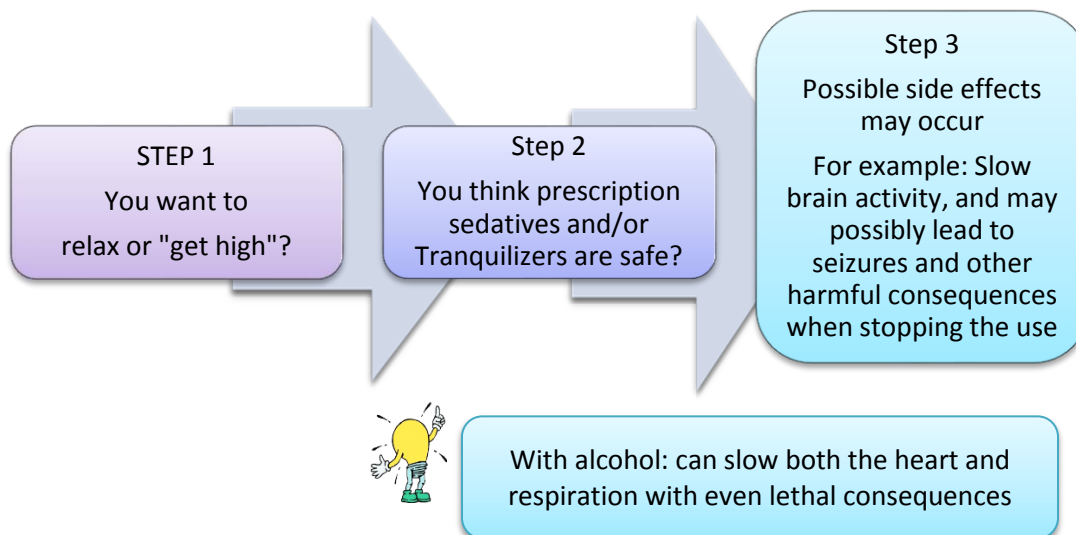 STEP 1
You want to
relax or "get high"?
Step 2
You think prescription
sedatives and/or
Tranquilizers are safe?
Step 3
Possible side effects
may occur
For example: Slow
brain activity, and may
possibly lead to
seizures and other
harmful consequences
when stopping the use
With alcohol: can slow both the heart and
respiration with even lethal consequences